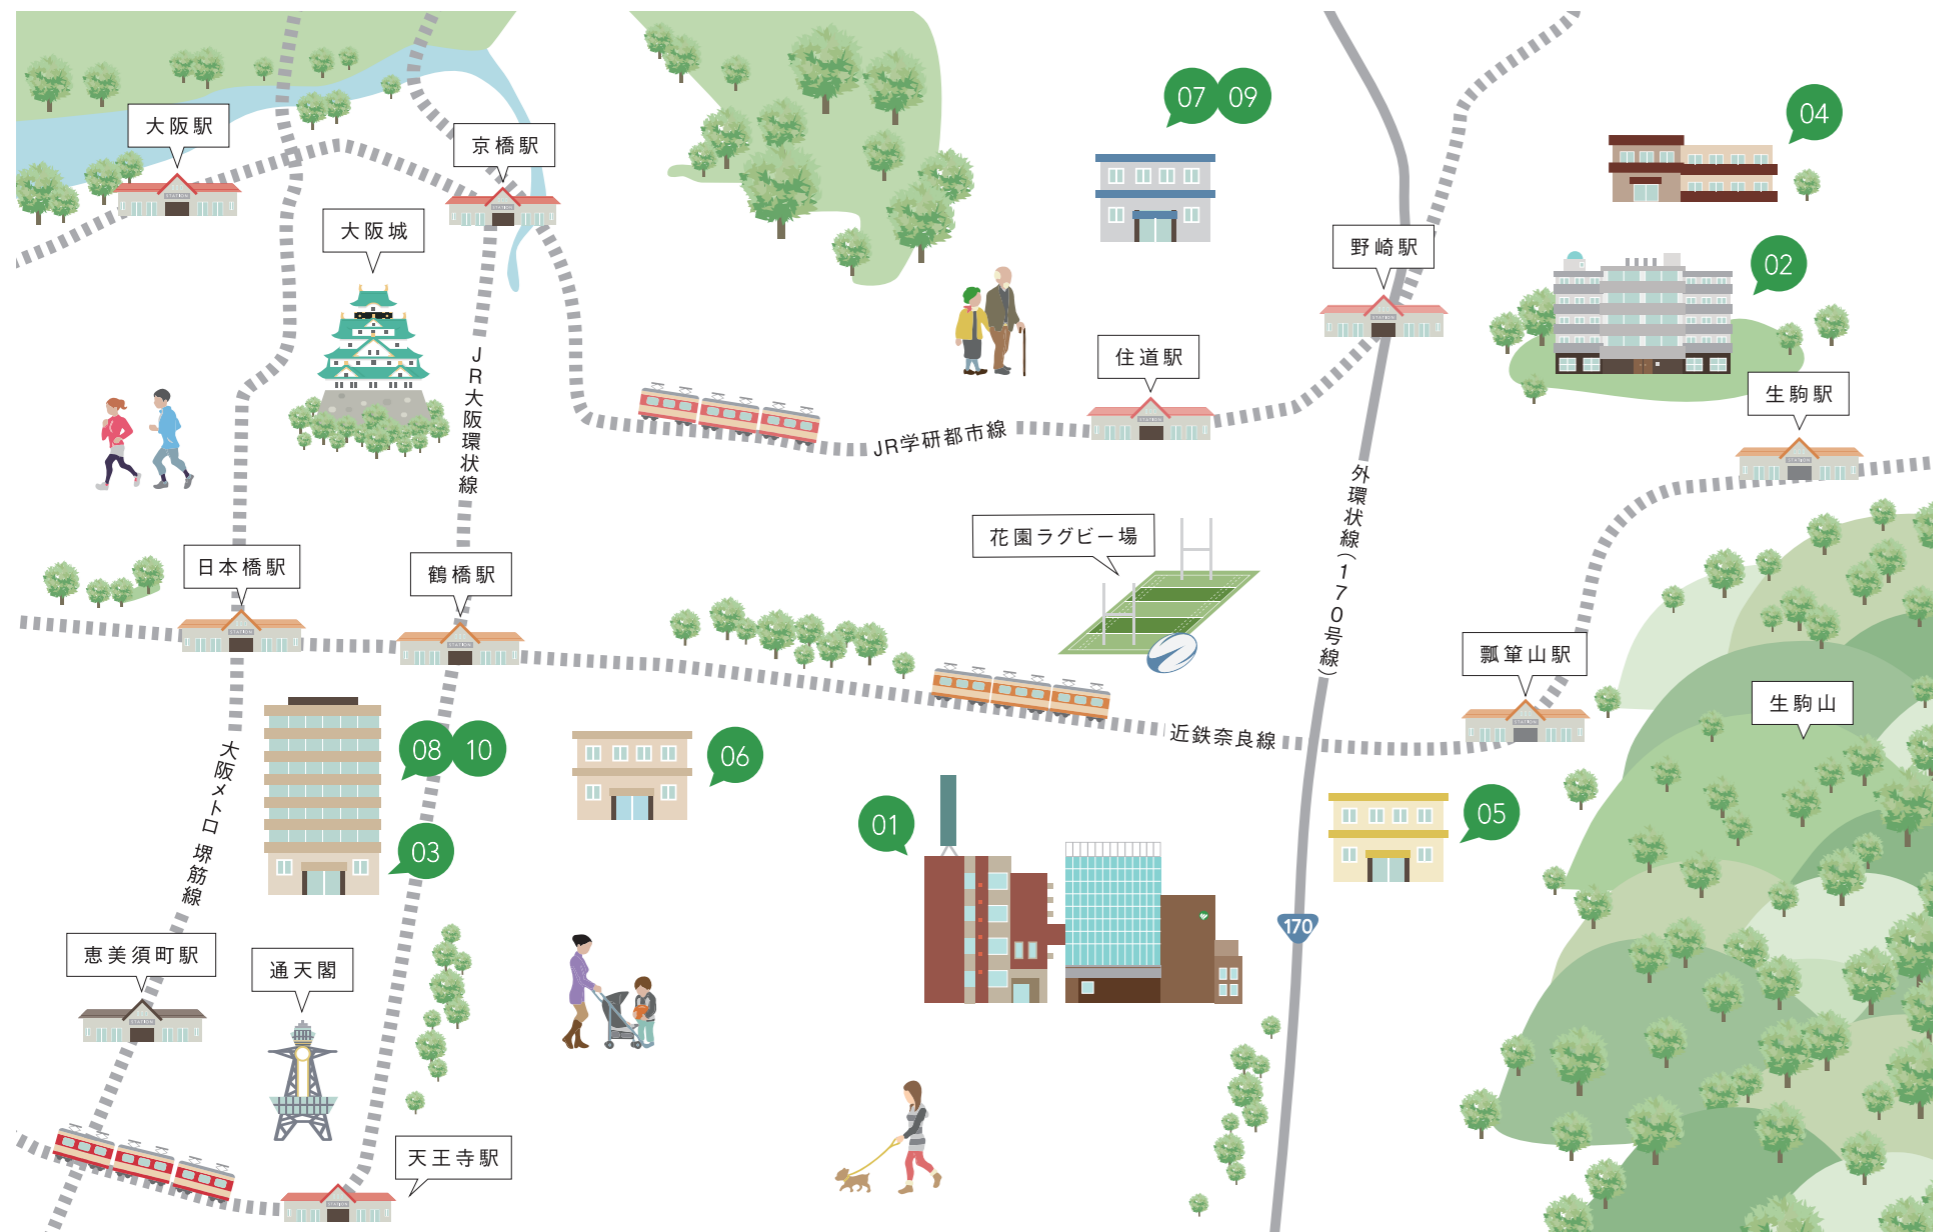 07
09
04
大阪駅
京橋駅
大阪城
野崎駅
02
住道駅
生駒駅
JR大阪環状線
JR学研都市線
外環状線(170号線)
花園ラグビー場
日本橋駅
鶴橋駅
瓢箪山駅
生駒山
近鉄奈良線
08
10
06
大阪メトロ 堺筋線
01
05
03
170
恵美須町駅
通天閣
天王寺駅